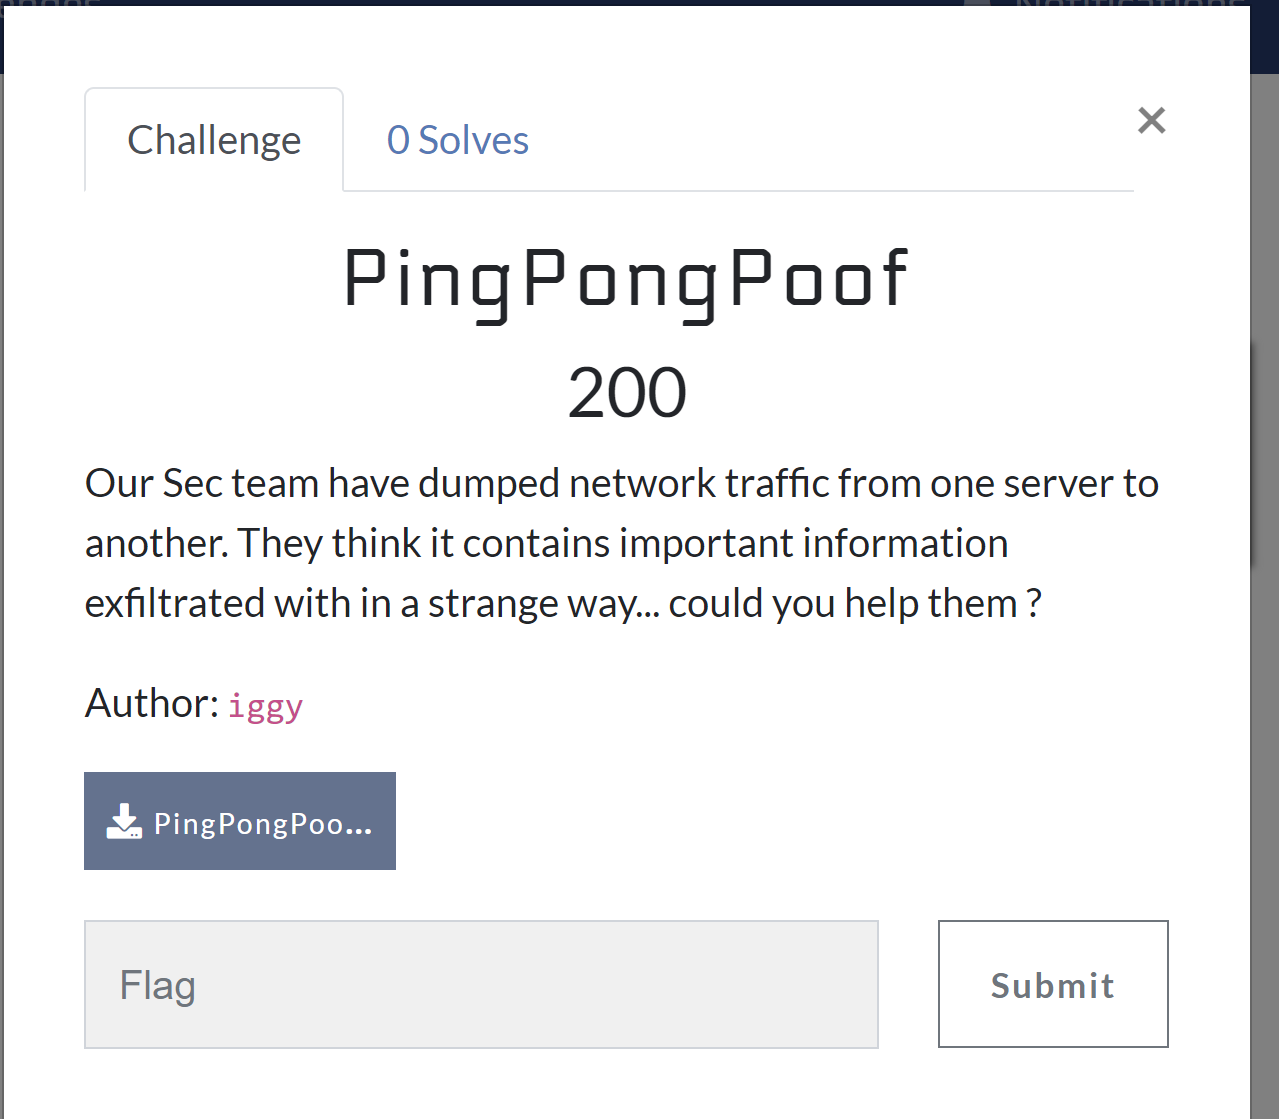 Challenge
0 Solves
×
PingPongPoof
200
Our Sec team have dumped network traffic from one server to
another. They think it contains important information
exfiltrated with in a strange way... could you help them ?
Author: iggy
PingPongPoo...
Flag
Submit